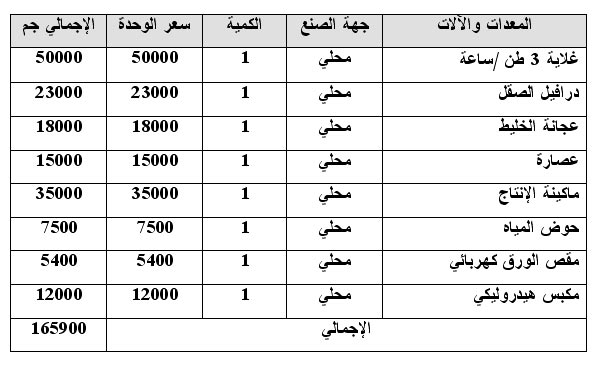 المعدات والآلات جهة الصنع الكمية سعر الوحدة الإجمالي جم
غلاية 3 طن /ساعة محلي 1 50000 50000
درافيل الصقل محلي 1 23000 23000
عجانة الخليط محلي 1 18000 18000
عصارة محلي 1 15000 15000
ماكينة الإنتاج محلي 1 35000 35000
حوض المياه محلي 1 7500 7500
مقص الورق كهربائي محلي 1 5400 5400
مكبس هيدروليكي محلي 1 12000 12000
الإجمالي 165900